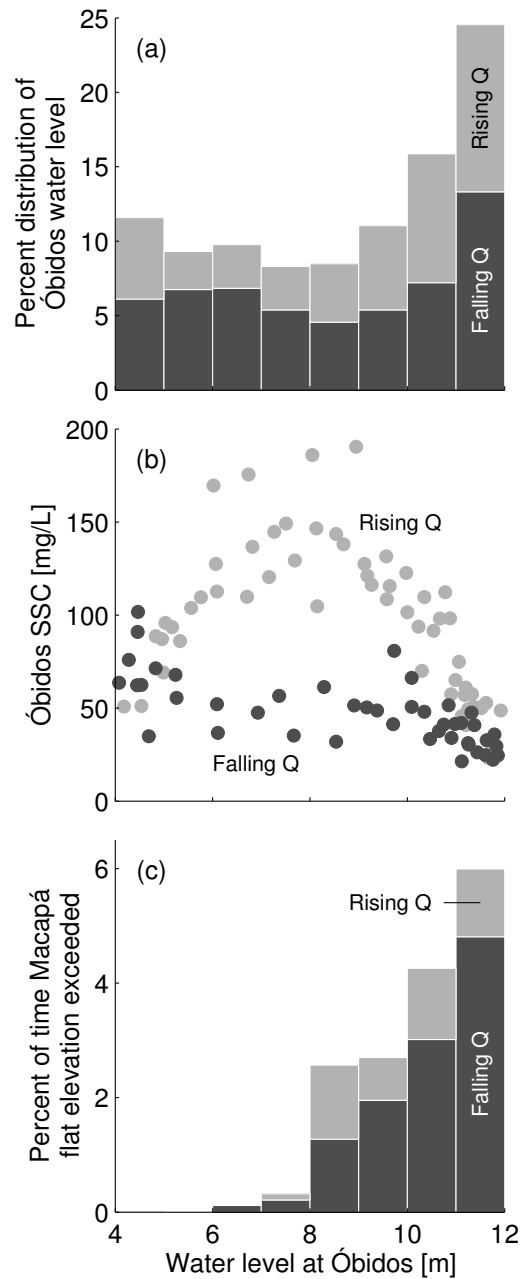 25
(a)
20
15
10
5
0
Percent distribution of
Óbidos water level
Rising Q
Falling Q
200
(b)
150
100
50
0
Óbidos SSC [mg/L]
Rising Q
Falling Q
6
(c)
4
2
0
Percent of time Macapá
flat elevation exceeded
Rising Q
Falling Q
4 6 8 10 12
Water level at Óbidos [m]